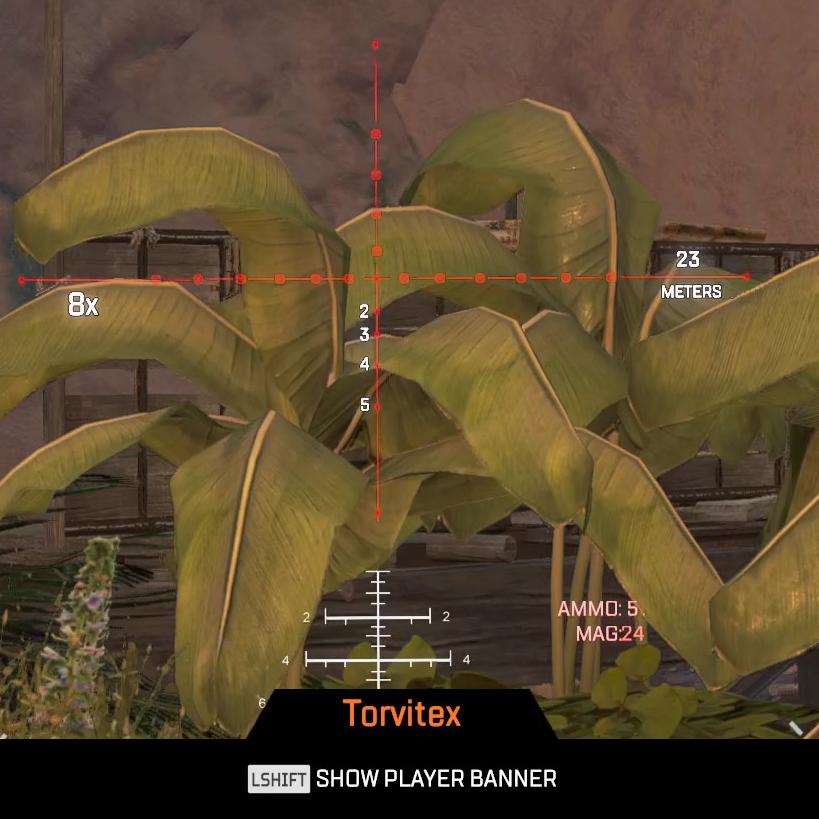 23
METERS
8x
2
3
4
5
2 2
4 4
6
AMMO: 5
MAG:24
Torvitex
LSHIFT SHOW PLAYER BANNER